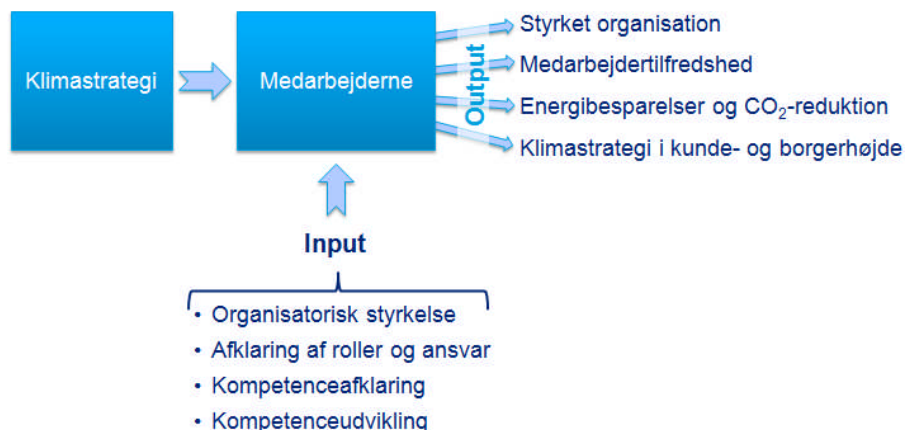 Klimastrategi
Medarbejderne
Output
Styrket organisation
Medarbejdertilfredshed
Energibesparelser og CO₂-reduktion
Klimastrategi i kunde- og borgerhøjde
Input
• Organisatorisk styrkelse
• Afklaring af roller og ansvar
• Kompetenceafklaring
• Kompetenceudvikling